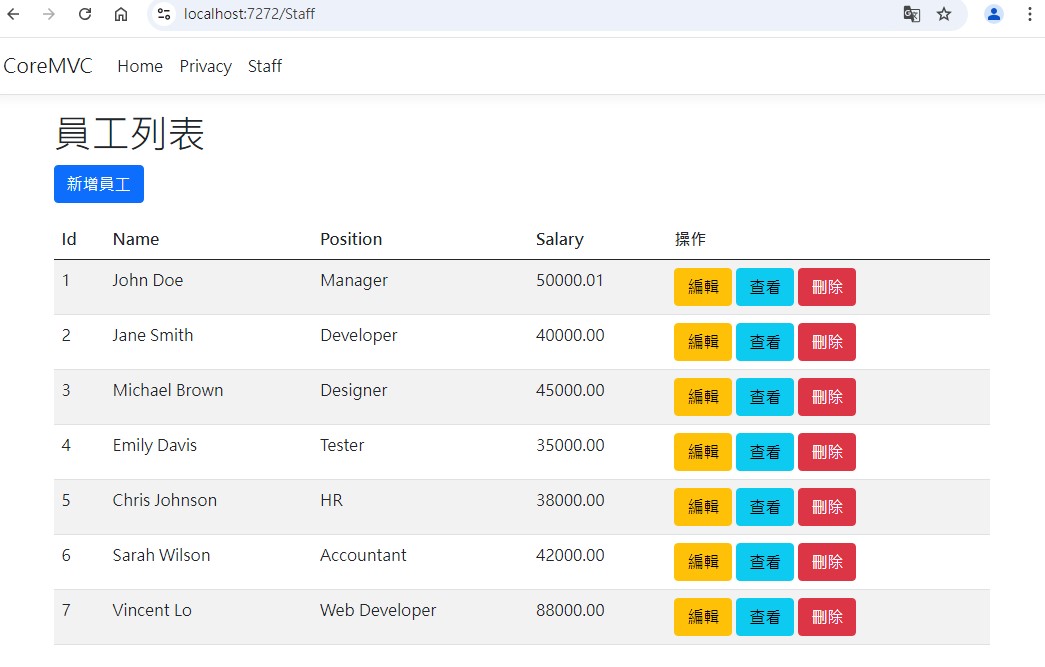 localhost:7272/Staff
CoreMVC Home Privacy Staff
員工列表
新增員工
Id Name Position Salary 操作
1 John Doe Manager 50000.01 編輯 查看 刪除
2 Jane Smith Developer 40000.00 編輯 查看 刪除
3 Michael Brown Designer 45000.00 編輯 查看 刪除
4 Emily Davis Tester 35000.00 編輯 查看 刪除
5 Chris Johnson HR 38000.00 編輯 查看 刪除
6 Sarah Wilson Accountant 42000.00 編輯 查看 刪除
7 Vincent Lo Web Developer 88000.00 編輯 查看 刪除